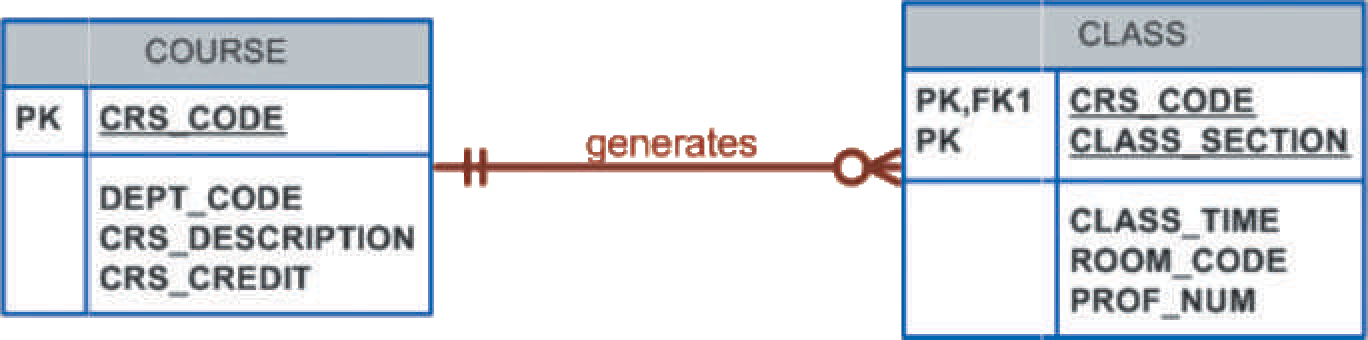 COURSE
PK CRS_CODE
DEPT_CODE
CRS_DESCRIPTION
CRS_CREDIT
generates
CLASS
PK,FK1 CRS_CODE
PK CLASS_SECTION
CLASS_TIME
ROOM_CODE
PROF_NUM